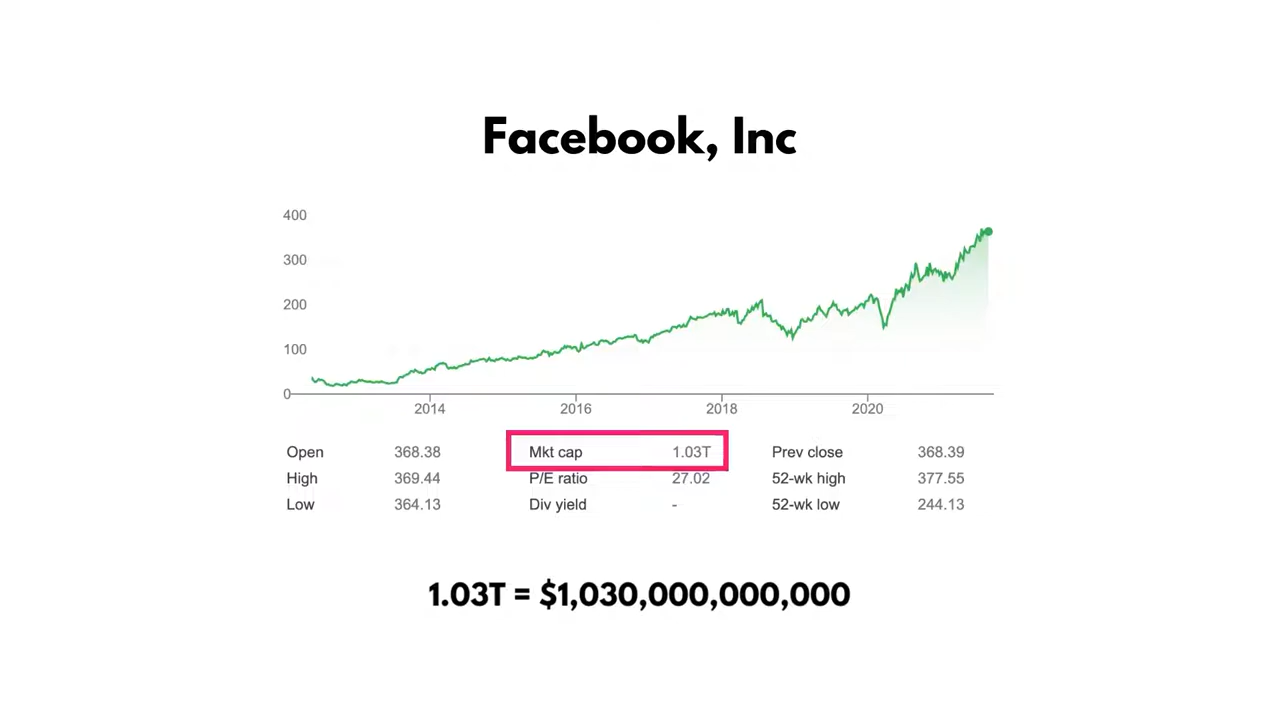 Facebook, Inc
400
300
200
100
0
2014 2016 2018 2020
Open 368.38 Mkt cap 1.03T Prev close 368.39
High 369.44 P/E ratio 27.02 52-wk high 377.55
Low 364.13 Div yield - 52-wk low 244.13
1.03T = $1,030,000,000,000